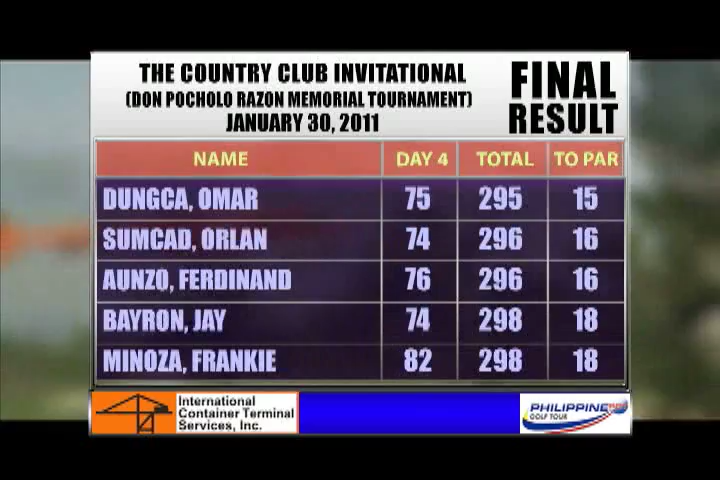 THE COUNTRY CLUB INVITATIONAL
(DON POCHOLO RAZON MEMORIAL TOURNAMENT)
JANUARY 30, 2011
FINAL
RESULT
NAME DAY 4 TOTAL TO PAR
DUNGCA, OMAR 75 295 15
SUMCAD, ORLAN 74 296 16
AUNZO, FERDINAND 76 296 16
BAYRON, JAY 74 298 18
MINOZA, FRANKIE 82 298 18
International
Container Terminal
Services, Inc.
PHILIPPINE
GOLF TOUR